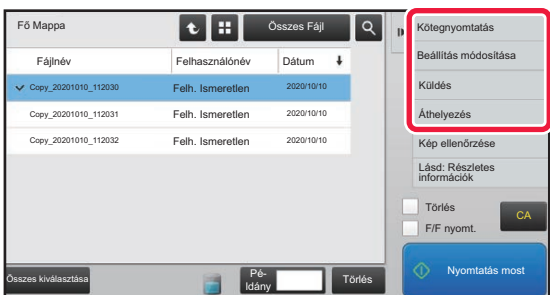 Fő Mappa
Összes Fájl
Fájlnév Felhasználónév Dátum
Copy_20201010_112030 Felh. Ismeretlen 2020/10/10
Copy_20201010_112031 Felh. Ismeretlen 2020/10/10
Copy_20201010_112032 Felh. Ismeretlen 2020/10/10
Összes kiválasztása
Pé-
ldány
Törlés
Kötegnyomtatás
Beállítás módosítása
Küldés
Áthelyezés
Kép ellenőrzése
Lásd: Részletes
információk
Törlés
F/F nyomt.
CA
Nyomtatás most